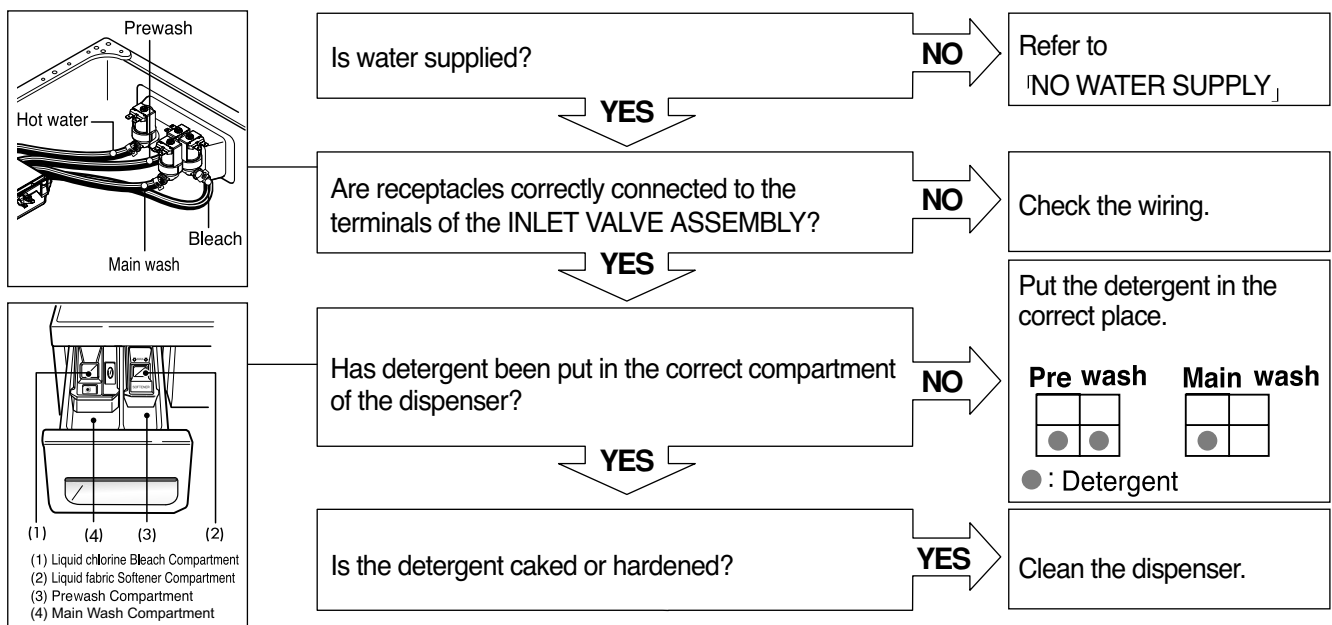 Prewash
Hot water
Bleach
Main wash
Is water supplied?
NO
Refer to
「NO WATER SUPPLY」
YES
Are receptacles correctly connected to the
terminals of the INLET VALVE ASSEMBLY?
NO
Check the wiring.
YES
Has detergent been put in the correct compartment
of the dispenser?
NO
Put the detergent in the
correct place.
Pre wash Main wash
: Detergent
YES
SOFTENER
(1) (4) (3) (2)
(1) Liquid chlorine Bleach Compartment
(2) Liquid fabric Softener Compartment
(3) Prewash Compartment
(4) Main Wash Compartment
Is the detergent caked or hardened?
YES
Clean the dispenser.